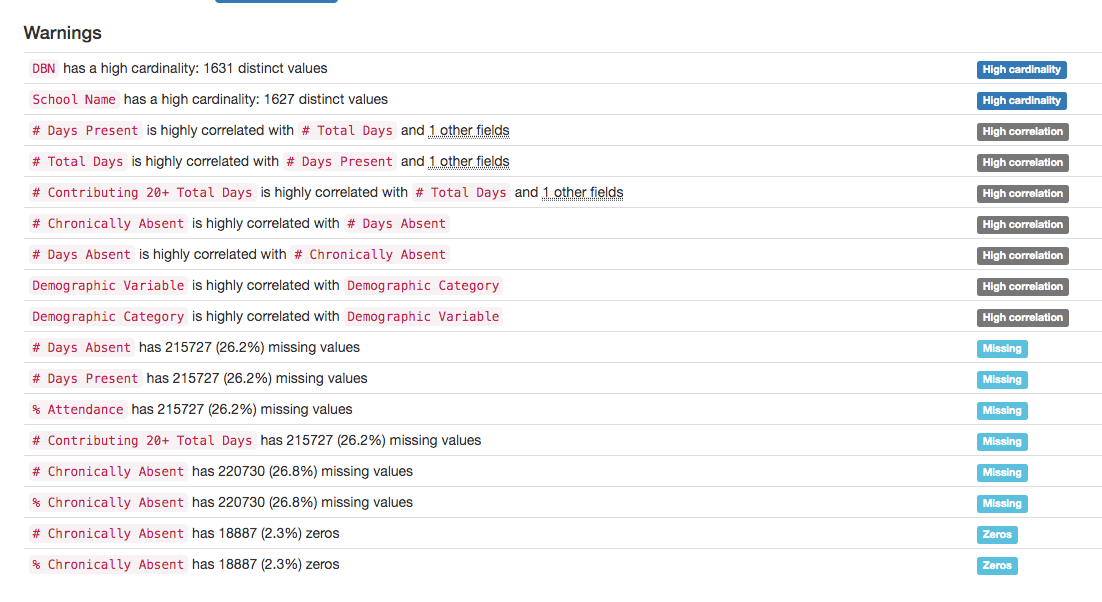 Warnings
DBN has a high cardinality: 1631 distinct values High cardinality
School Name has a high cardinality: 1627 distinct values High cardinality
# Days Present is highly correlated with # Total Days and 1 other fields High correlation
# Total Days is highly correlated with # Days Present and 1 other fields High correlation
# Contributing 20+ Total Days is highly correlated with # Total Days and 1 other fields High correlation
# Chronically Absent is highly correlated with # Days Absent High correlation
# Days Absent is highly correlated with # Chronically Absent High correlation
Demographic Variable is highly correlated with Demographic Category High correlation
Demographic Category is highly correlated with Demographic Variable High correlation
# Days Absent has 215727 (26.2%) missing values Missing
# Days Present has 215727 (26.2%) missing values Missing
% Attendance has 215727 (26.2%) missing values Missing
# Contributing 20+ Total Days has 215727 (26.2%) missing values Missing
# Chronically Absent has 220730 (26.8%) missing values Missing
% Chronically Absent has 220730 (26.8%) missing values Missing
# Chronically Absent has 18887 (2.3%) zeros Zeros
% Chronically Absent has 18887 (2.3%) zeros Zeros